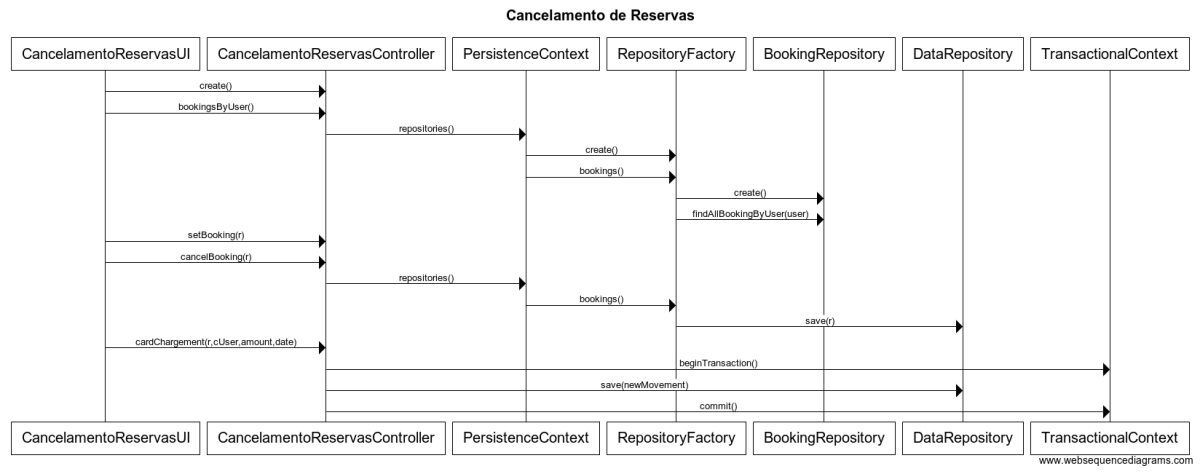 Cancelamento de Reservas
CancelamentoReservasUI CancelamentoReservasController PersistenceContext RepositoryFactory BookingRepository DataRepository TransactionalContext
create()
bookingsByUser()
repositories()
create()
bookings()
create()
findAllBookingByUser(user)
setBooking(r)
cancelBooking(r)
repositories()
bookings()
save(r)
cardChargement(r,cUser,amount,date)
beginTransaction()
save(newMovement)
commit()
CancelamentoReservasUI CancelamentoReservasController PersistenceContext RepositoryFactory BookingRepository DataRepository TransactionalContext
www.websequencediagrams.com